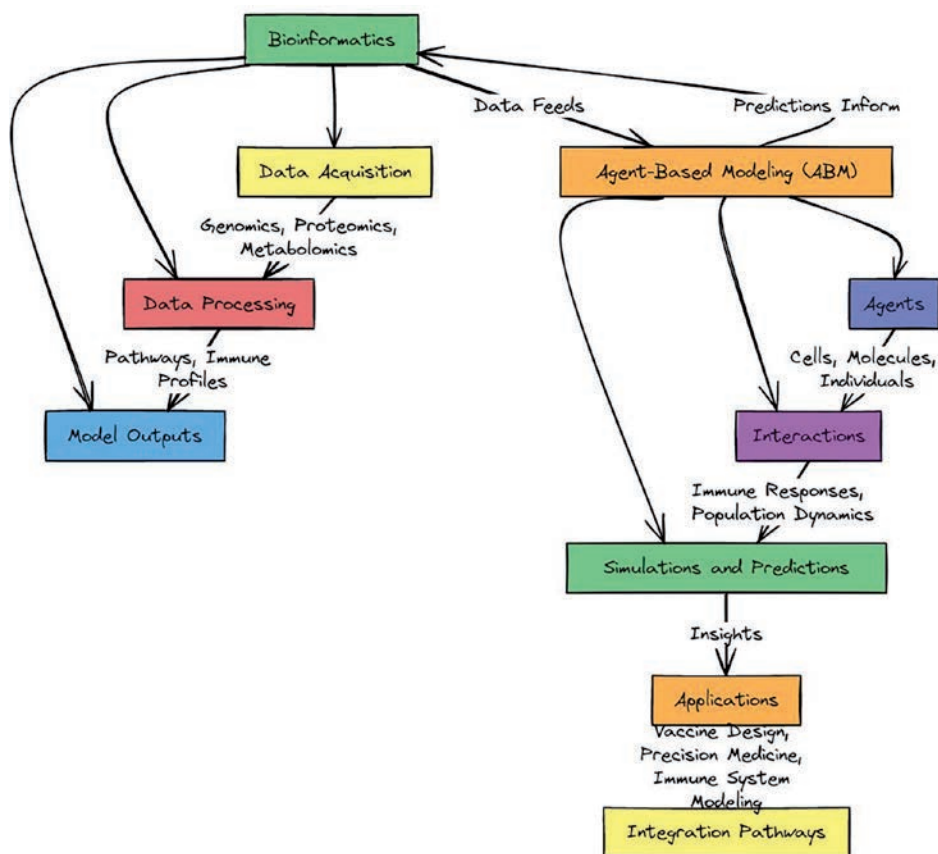 Bioinformatics
Data Feeds
Predictions Inform
Data Acquisition
Agent-Based Modeling (ABM)
Genomics, Proteomics,
Metabolomics
Data Processing
Agents
Pathways, Immune
Profiles
Cells, Molecules,
Individuals
Model Outputs
Interactions
Immune Responses,
Population Dynamics
Simulations and Predictions
Insights
Applications
Vaccine Design,
Precision Medicine,
Immune System
Modeling
Integration Pathways